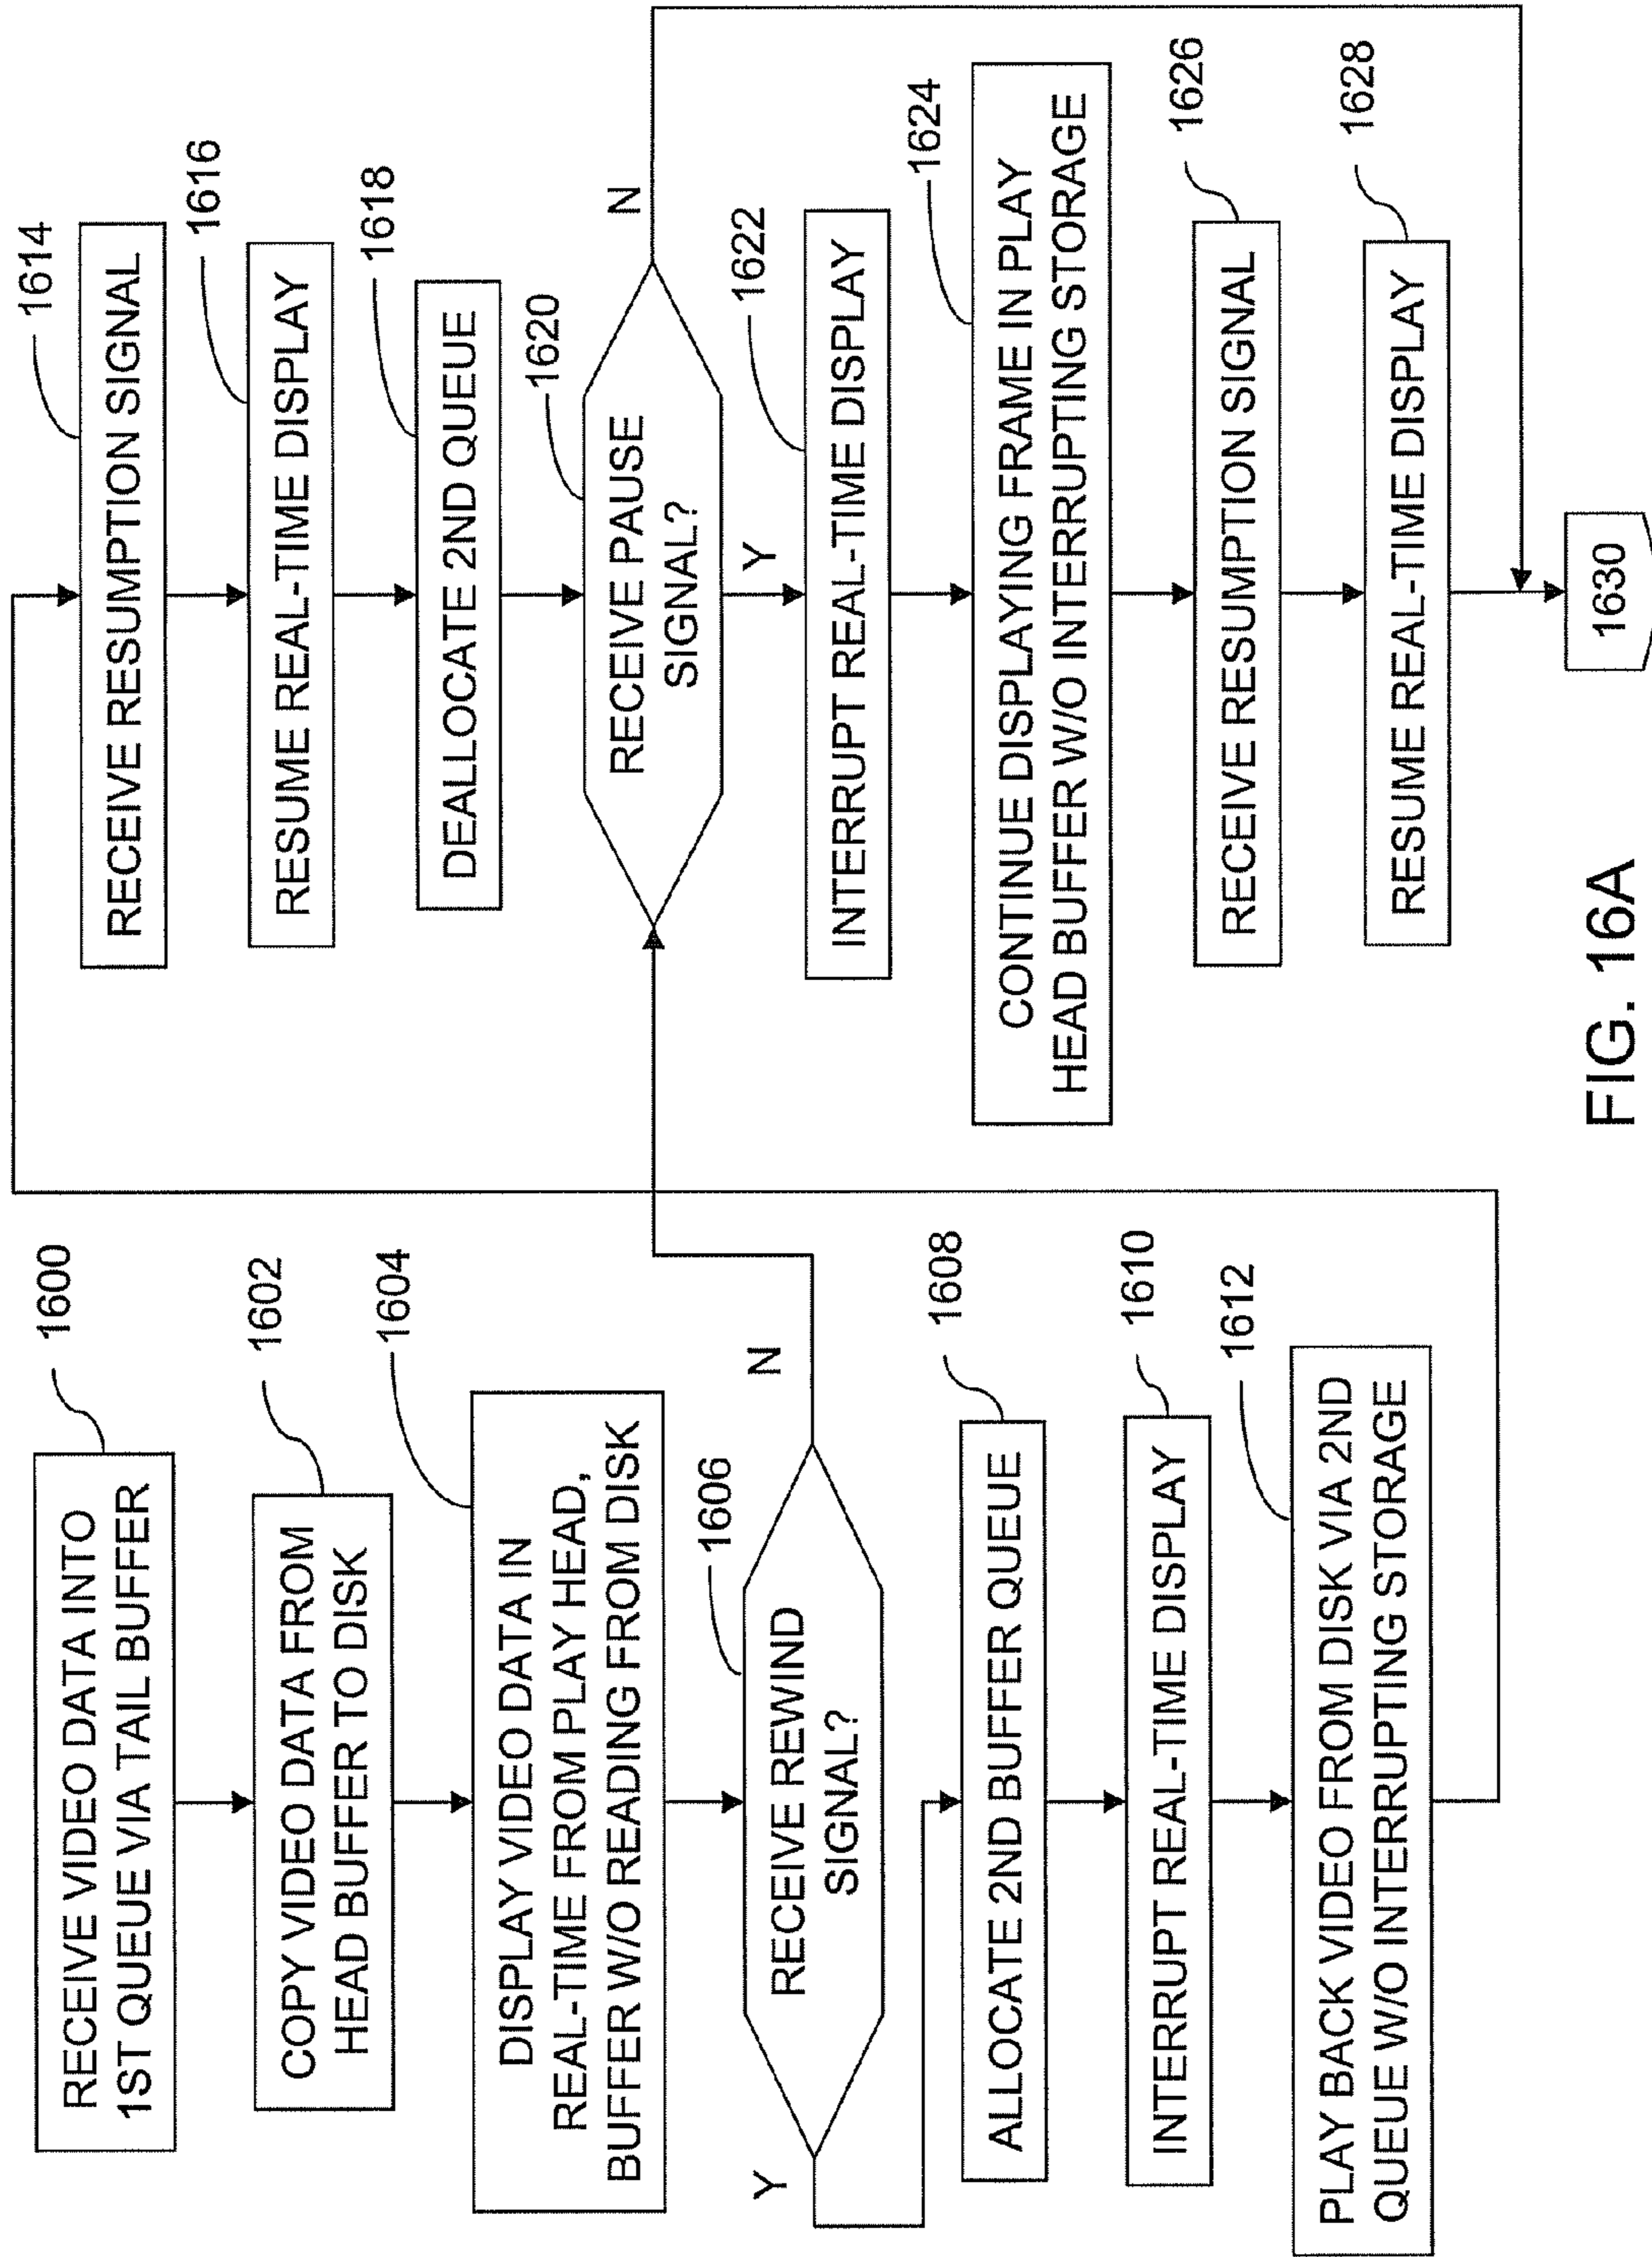 1600
RECEIVE VIDEO DATA INTO
1ST QUEUE VIA TAIL BUFFER
1602
COPY VIDEO DATA FROM
HEAD BUFFER TO DISK
1604
DISPLAY VIDEO DATA IN
REAL-TIME FROM PLAY HEAD,
BUFFER W/O READING FROM DISK
1606
RECEIVE REWIND
SIGNAL?
N
Y
1608
ALLOCATE 2ND BUFFER QUEUE
1610
INTERRUPT REAL-TIME DISPLAY
1612
PLAY BACK VIDEO FROM DISK VIA 2ND
QUEUE W/O INTERRUPTING STORAGE
1614
RECEIVE RESUMPTION SIGNAL
1616
RESUME REAL-TIME DISPLAY
1618
DEALLOCATE 2ND QUEUE
1620
RECEIVE PAUSE
SIGNAL?
N
Y
1622
INTERRUPT REAL-TIME DISPLAY
1624
CONTINUE DISPLAYING FRAME IN PLAY
HEAD BUFFER W/O INTERRUPTING STORAGE
1626
RECEIVE RESUMPTION SIGNAL
1628
RESUME REAL-TIME DISPLAY
1630
FIG. 16A